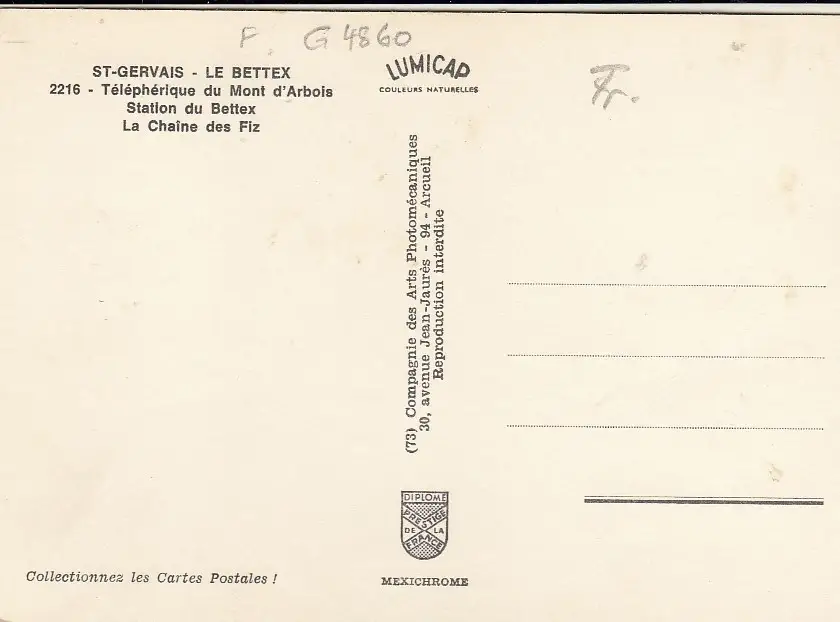 F. G 4860
ST-GERVAIS - LE BETTEX
2216 - Téléphérique du Mont d'Arbois
Station du Bettex
La Chaîne des Fiz
LUMICAP
COULEURS NATURELLES
Fr.
(73) Compagnie des Arts Photomécaniques
30, avenue Jean-Jaurès - 94 - Arcueil
Reproduction interdite
DIPLOME
PRESTIGE
DE LA
FRANCE
Collectionnez les Cartes Postales !
MEXICHROME